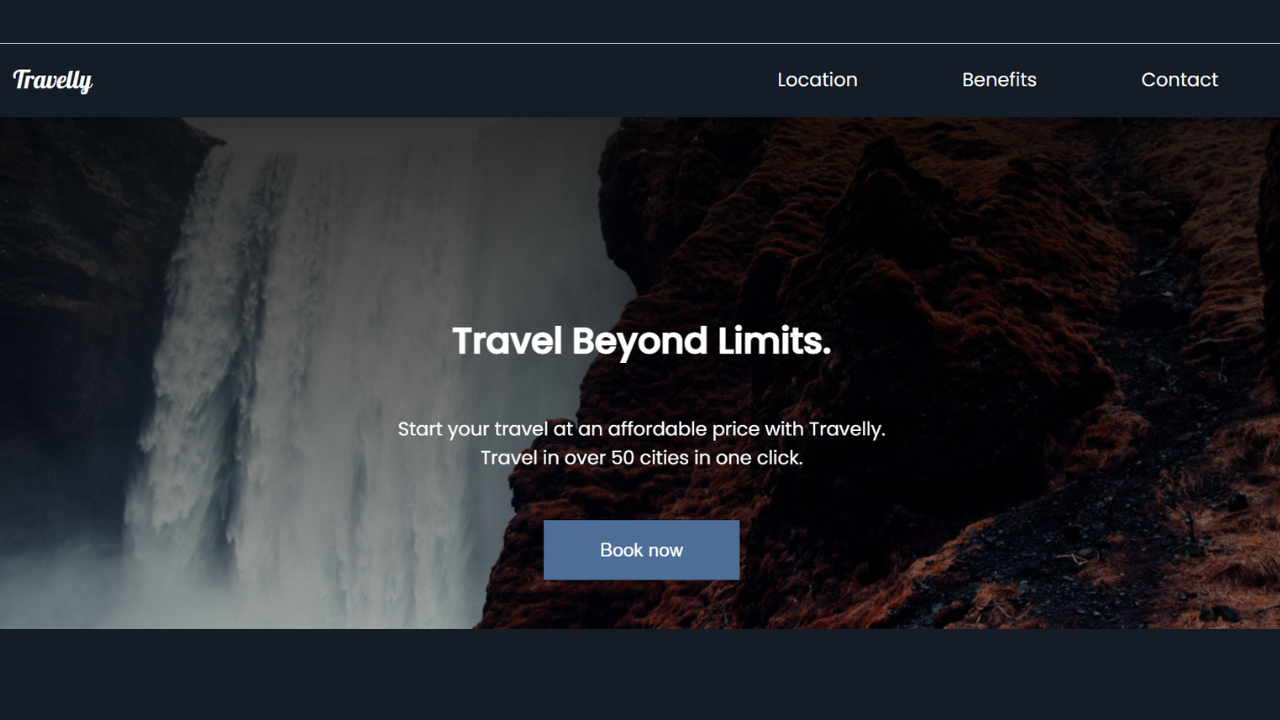 Travelly
Location
Benefits
Contact
Travel Beyond Limits.
Start your travel at an affordable price with Travelly.
Travel in over 50 cities in one click.
Book now